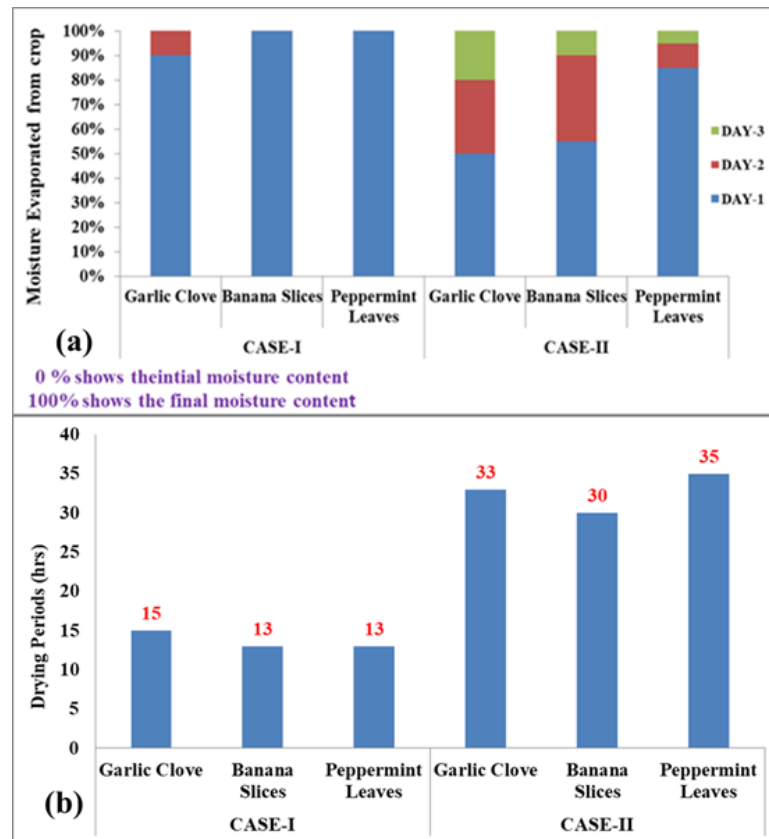 Moisture Evaporated from crop
100%
90%
80%
70%
60%
50%
40%
30%
20%
10%
0%
DAY-3
DAY-2
DAY-1
Garlic Clove Banana Slices Peppermint Garlic Clove Banana Slices Peppermint
Leaves Leaves
(a)
CASE-I CASE-II
0 % shows theintial moisture content
100% shows the final moisture content
Drying Periods (hrs)
40
35
30
25
20
15
10
5
0
15 13 13 33 30 35
Garlic Clove Banana Peppermint Garlic Clove Banana Peppermint
Slices Leaves Slices Leaves
(b)
CASE-I CASE-II